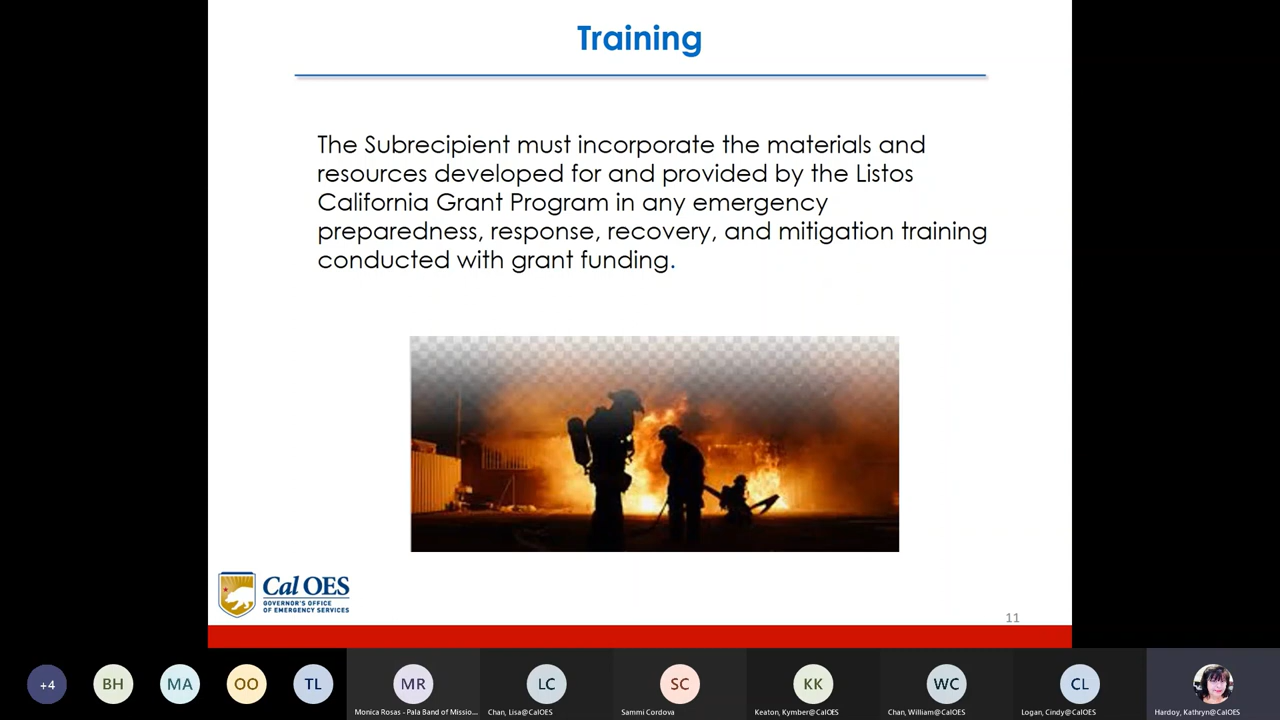 Training
The Subrecipient must incorporate the materials and
resources developed for and provided by the Listos
California Grant Program in any emergency
preparedness, response, recovery, and mitigation training
conducted with grant funding.
Cal OES
GOVERNOR'S OFFICE
OF EMERGENCY SERVICES
11
+4
BH
MA
OO
TL
MR
LC
SC
KK
WC
CL
Monica Rosas - Pala Band of Missio...
Chan, Lisa@CalOES
Sammi Cordova
Keaton, Kymber@CalOES
Chan, William@CalOES
Logan, Cindy@CalOES
Hardoy, Kathryn@CalOES